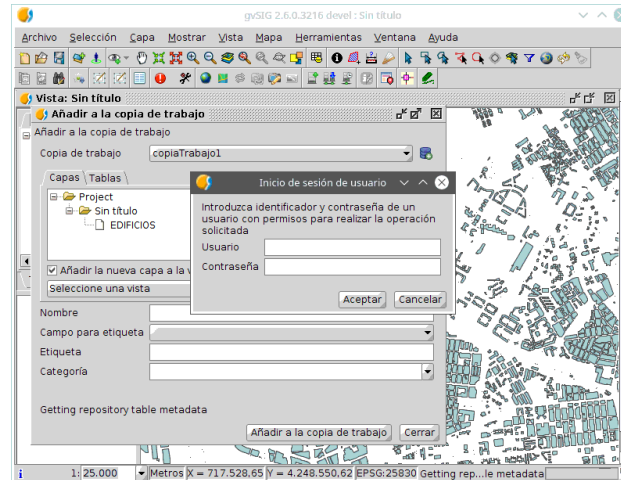 gvSIG 2.6.0.3216 devel : Sin título
Archivo Selección Capa Mostrar Vista Mapa Herramientas Ventana Ayuda
Vista: Sin título
Añadir a la copia de trabajo
Añadir a la copia de trabajo
Copia de trabajo copiaTrabajo1
Capas Tablas
Project
Sin título
EDIFICIOS
Añadir la nueva capa a la v
Seleccione una vista
Inicio de sesión de usuario
Introduzca identificador y contraseña de un
usuario con permisos para realizar la operación
solicitada
Usuario
Contraseña
Aceptar Cancelar
Nombre
Campo para etiqueta
Etiqueta
Categoría
Getting repository table metadata
Añadir a la copia de trabajo Cerrar
1: 25.000 Metros X = 717.528,65 Y = 4.248.550,62 EPSG:25830 Getting rep...le metadata